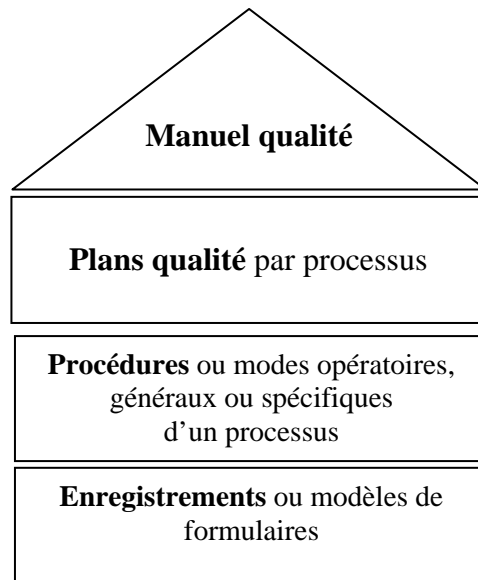 Manuel qualité
Plans qualité par processus
Procédures ou modes opératoires,
généraux ou spécifiques
d'un processus
Enregistrements ou modèles de
formulaires